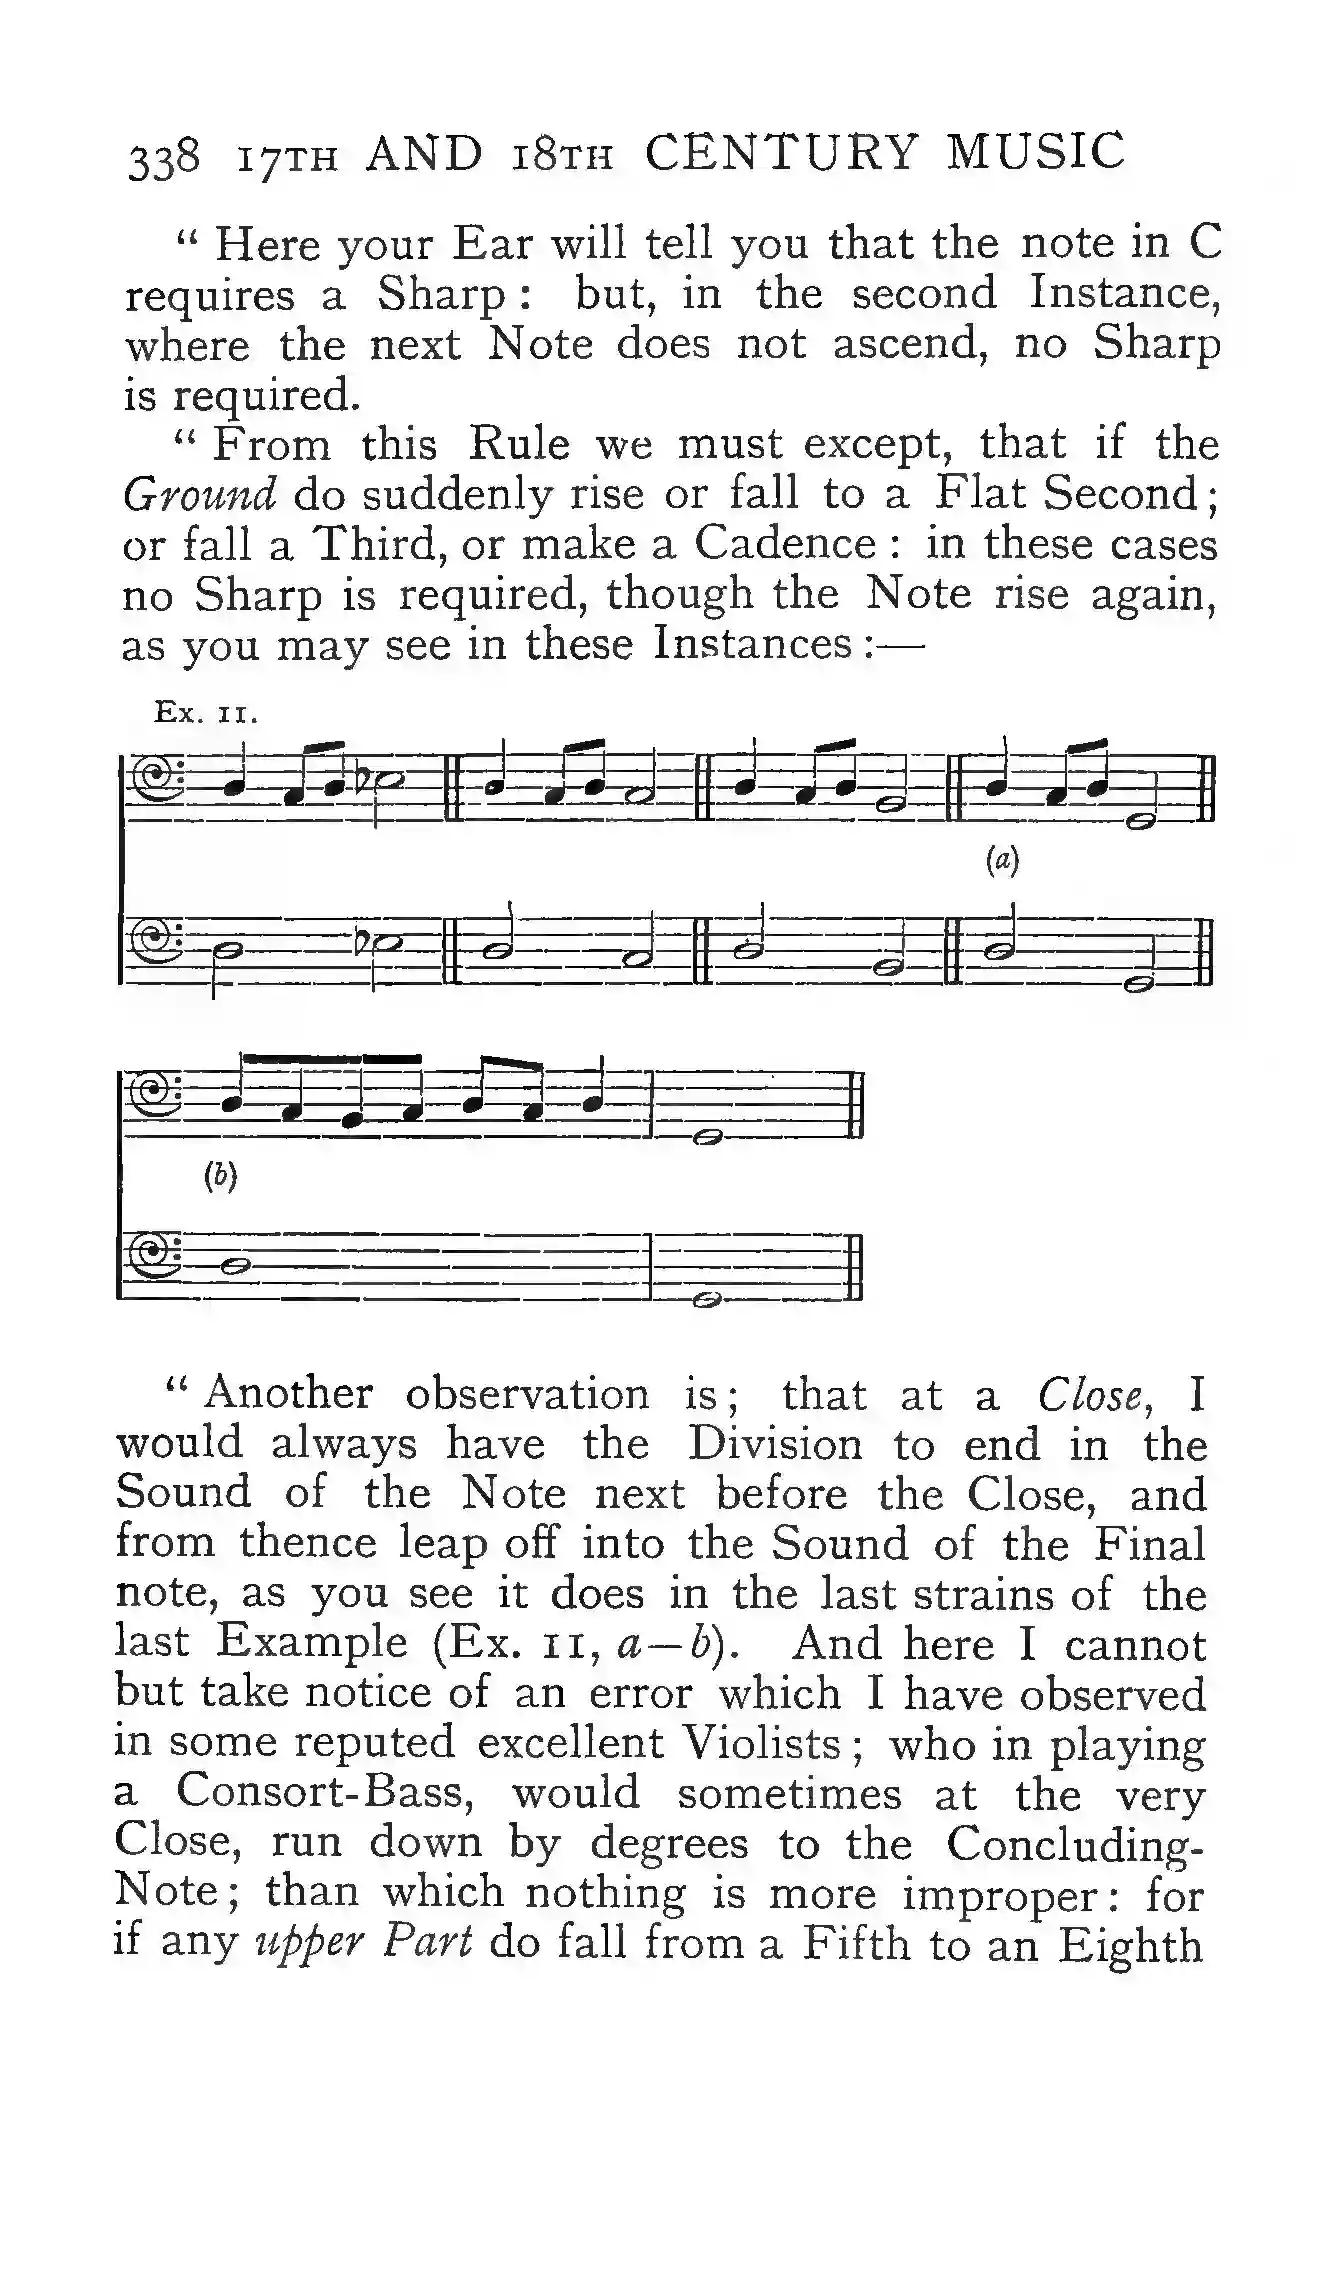 338 17TH AND 18TH CENTURY MUSIC
“ Here your Ear will tell you that the note in C
requires a Sharp : but, in the second Instance,
where the next Note does not ascend, no Sharp
is required.
“ From this Rule we must except, that if the
Ground do suddenly rise or fall to a Flat Second ;
or fall a Third, or make a Cadence : in these cases
no Sharp is required, though the Note rise again,
as you may see in these Instances :—
Ex. 11.
(a)
(b)
“ Another observation is ; that at a Close, I
would always have the Division to end in the
Sound of the Note next before the Close, and
from thence leap off into the Sound of the Final
note, as you see it does in the last strains of the
last Example (Ex. 11, a—b). And here I cannot
but take notice of an error which I have observed
in some reputed excellent Violists ; who in playing
a Consort-Bass, would sometimes at the very
Close, run down by degrees to the Concluding-
Note ; than which nothing is more improper : for
if any upper Part do fall from a Fifth to an Eighth